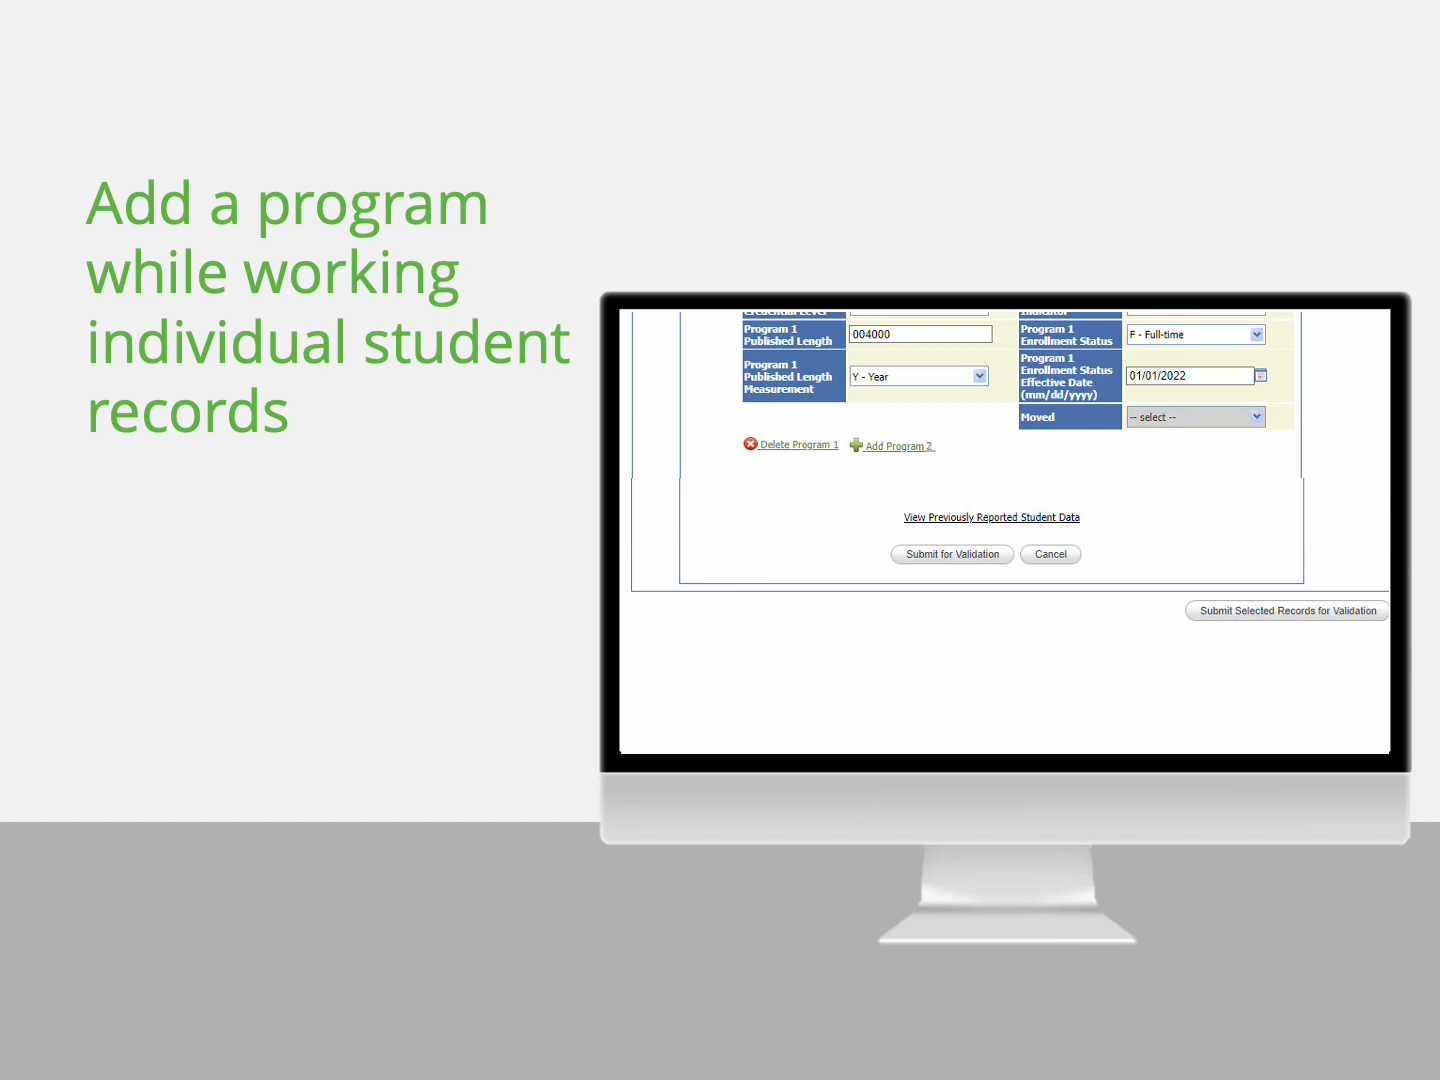 Add a program
while working
individual student
records
Credential Level
Indicator
Program 1
Published Length
004000
Program 1
Enrollment Status
F - Full-time
Program 1
Published Length
Measurement
Y - Year
Program 1
Enrollment Status
Effective Date
(mm/dd/yyyy)
01/01/2022
Moved
-- select --
Delete Program 1
Add Program 2
View Previously Reported Student Data
Submit for Validation
Cancel
Submit Selected Records for Validation